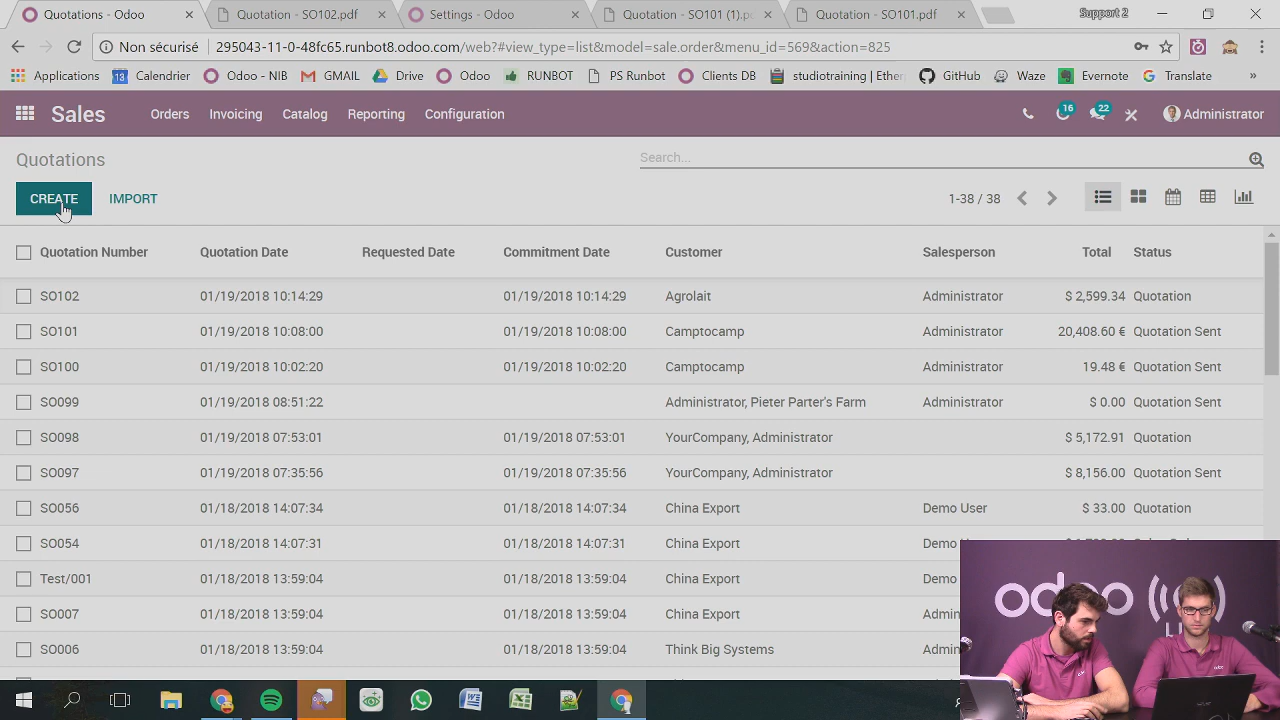 Quotations - Odoo
Quotation - SO102.pdf
Settings - Odoo
Quotation - SO101 (1).p
Quotation - SO101.pdf
Support 2
Non sécurisé
295043-11-0-48fc65.runbot8.odoo.com/web?#view_type=list&model=sale.order&menu_id=569&action=825
Applications
Calendrier
Odoo - NIB
GMAIL
Drive
Odoo
RUNBOT
PS Runbot
Clients DB
studiotraining | Ether
GitHub
Waze
Evernote
Translate
»
Sales
Orders
Invoicing
Catalog
Reporting
Configuration
16
22
Administrator
Quotations
Search...
CREATE
IMPORT
1-38 / 38
Quotation Number Quotation Date Requested Date Commitment Date Customer Salesperson Total Status
SO102 01/19/2018 10:14:29 01/19/2018 10:14:29 Agrolait Administrator $ 2,599.34 Quotation
SO101 01/19/2018 10:08:00 01/19/2018 10:08:00 Camptocamp Administrator 20,408.60 € Quotation Sent
SO100 01/19/2018 10:02:20 01/19/2018 10:02:20 Camptocamp Administrator 19.48 € Quotation Sent
SO099 01/19/2018 08:51:22 Administrator, Pieter Parter's Farm Administrator $ 0.00 Quotation Sent
SO098 01/19/2018 07:53:01 01/19/2018 07:53:01 YourCompany, Administrator $ 5,172.91 Quotation
SO097 01/19/2018 07:35:56 01/19/2018 07:35:56 YourCompany, Administrator $ 8,156.00 Quotation Sent
SO056 01/18/2018 14:07:34 01/18/2018 14:07:34 China Export Demo User $ 33.00 Quotation
SO054 01/18/2018 14:07:31 01/18/2018 14:07:31 China Export Demo
Test/001 01/18/2018 13:59:04 01/18/2018 13:59:04 China Export Demo
SO007 01/18/2018 13:59:04 01/18/2018 13:59:04 China Export Admin
SO006 01/18/2018 13:59:04 01/18/2018 13:59:04 Think Big Systems Admin
odoo
odoo